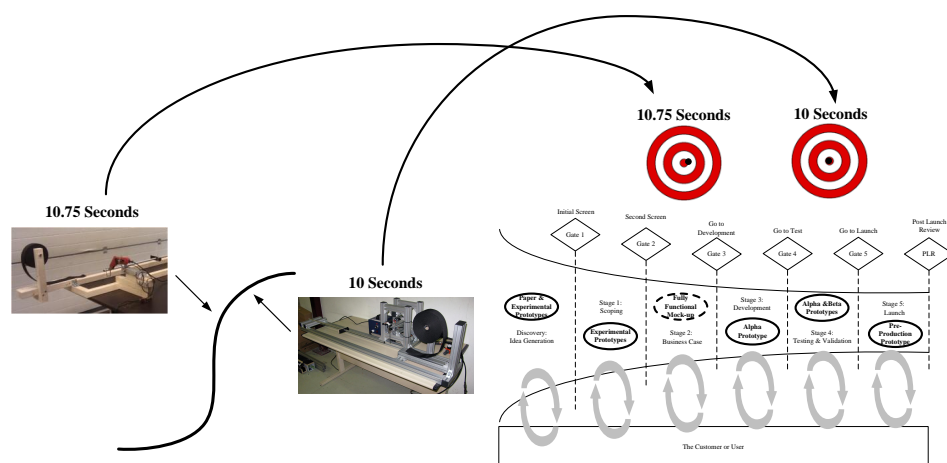 10.75 Seconds
10 Seconds
10.75 Seconds
10 Seconds
Initial Screen
Second Screen
Go to
Development
Go to Test
Go to Launch
Post Launch
Review
Gate 1
Gate 2
Gate 3
Gate 4
Gate 5
PLR
Paper &
Experimental
Prototypes
Discovery:
Idea Generation
Stage 1:
Scoping
Experimental
Prototypes
Fully
Functional
Mock-up
Stage 2:
Business Case
Stage 3:
Development
Alpha
Prototype
Alpha &Beta
Prototypes
Stage 4:
Testing & Validation
Stage 5:
Launch
Pre-
Production
Prototype
The Customer or User